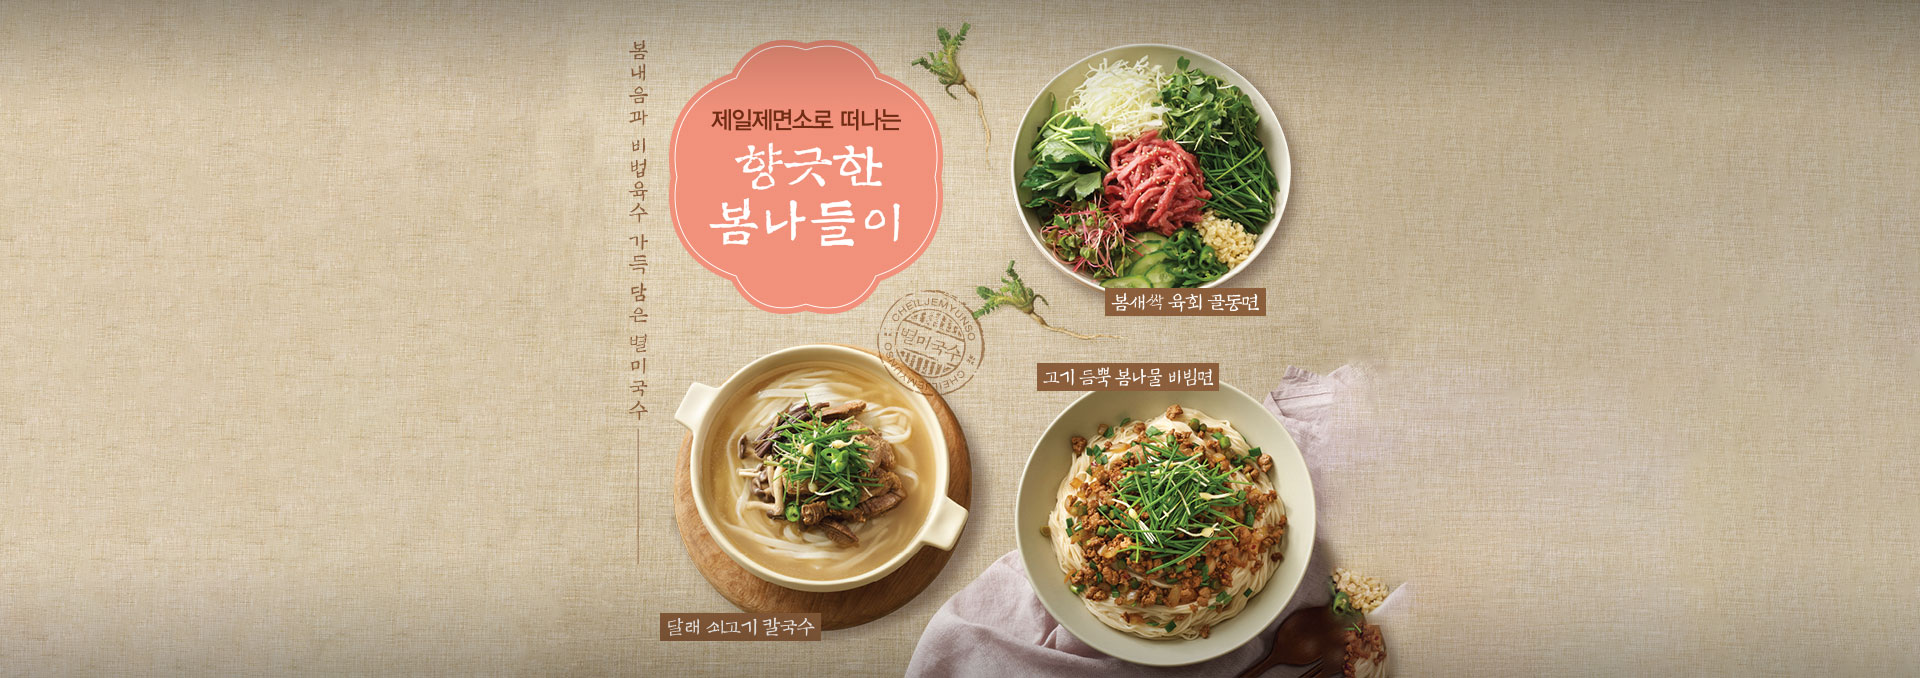 봄내음과 비법육수 가득 담은 별미국수
제일제면소로 떠나는
향긋한
봄나들이
봄새싹 육회 골동면
CHEILJEMYUNSO
별미국수
CHEILJEMYUNSO
고기 듬뿍 봄나물 비빔면
달래 쇠고기 칼국수